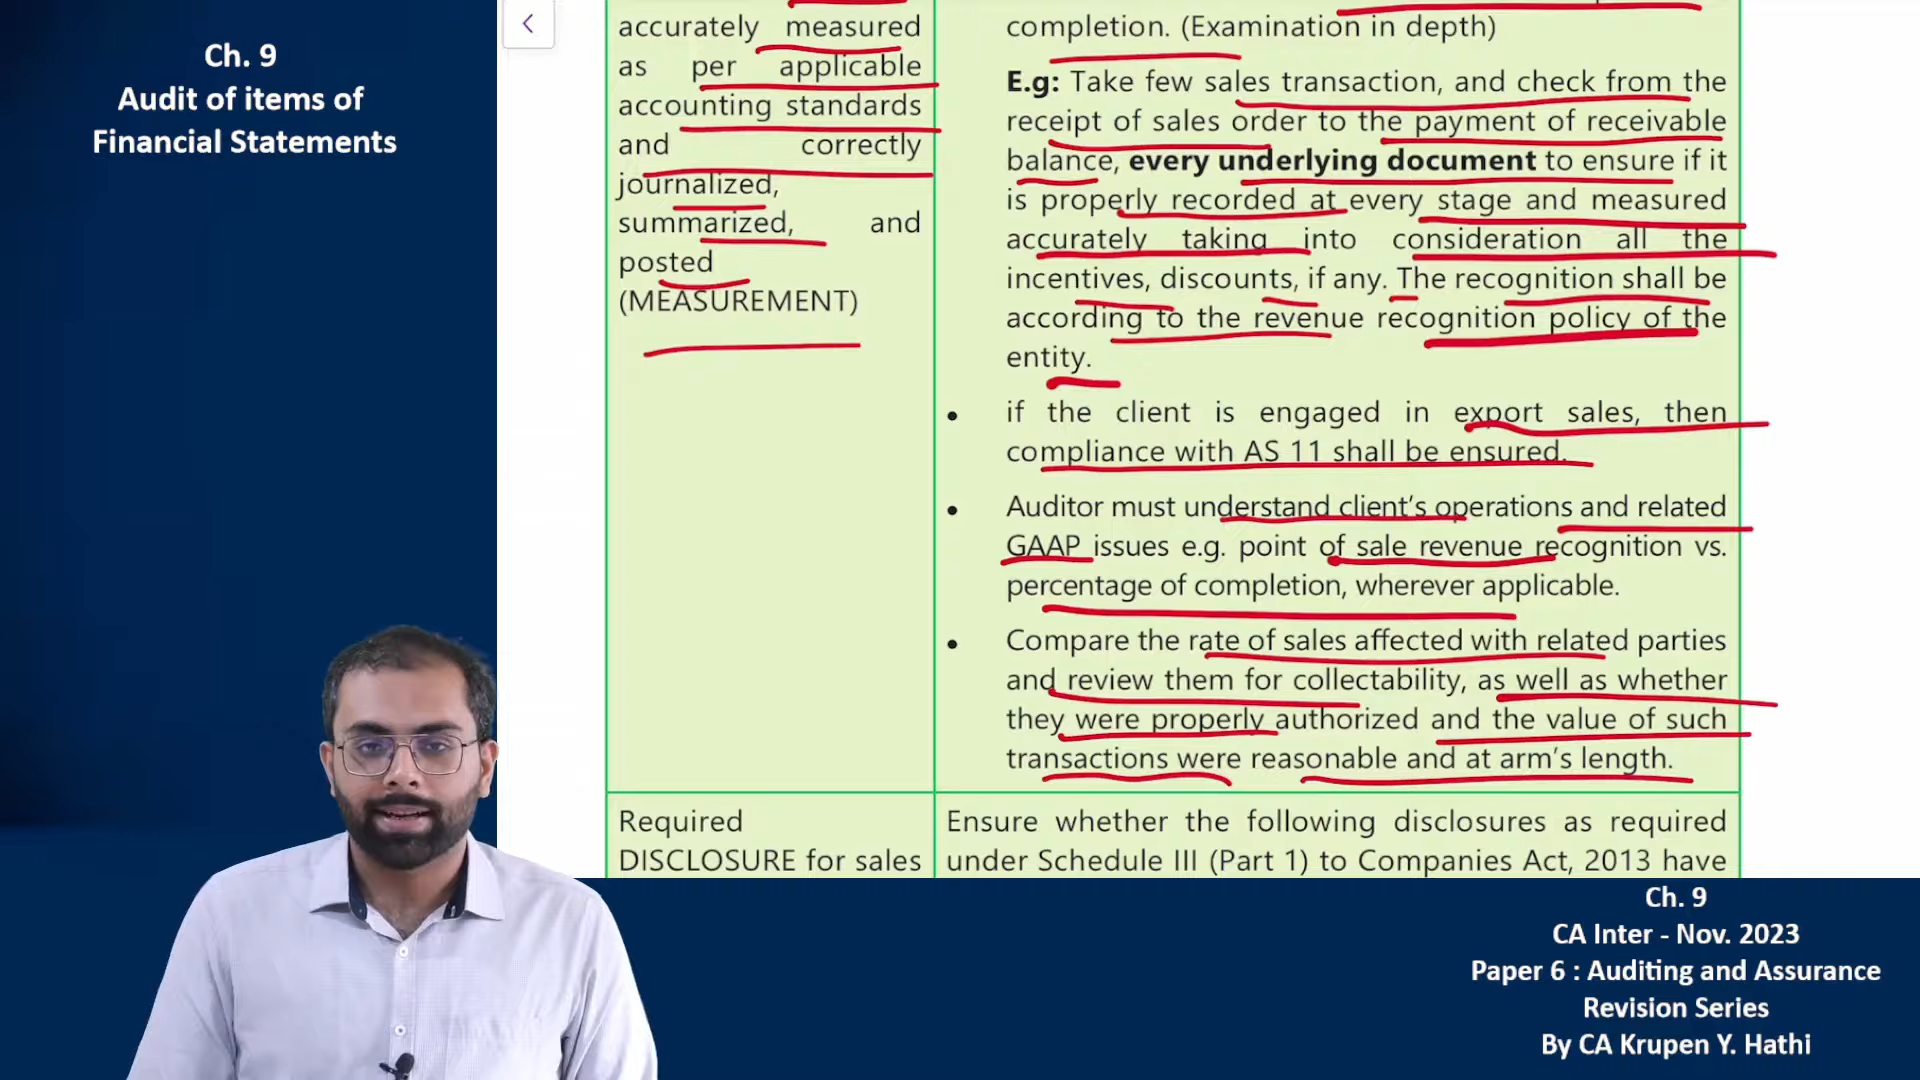 Ch. 9
Audit of items of
Financial Statements
accurately measured
as per applicable
accounting standards
and correctly
journalized,
summarized, and
posted
(MEASUREMENT)
completion. (Examination in depth)
E.g: Take few sales transaction, and check from the
receipt of sales order to the payment of receivable
balance, every underlying document to ensure if it
is properly recorded at every stage and measured
accurately taking into consideration all the
incentives, discounts, if any. The recognition shall be
according to the revenue recognition policy of the
entity.
• if the client is engaged in export sales, then
compliance with AS 11 shall be ensured.
• Auditor must understand client's operations and related
GAAP issues e.g. point of sale revenue recognition vs.
percentage of completion, wherever applicable.
• Compare the rate of sales affected with related parties
and review them for collectability, as well as whether
they were properly authorized and the value of such
transactions were reasonable and at arm's length.
Required
DISCLOSURE for sales
Ensure whether the following disclosures as required
under Schedule III (Part 1) to Companies Act, 2013 have
Ch. 9
CA Inter - Nov. 2023
Paper 6 : Auditing and Assurance
Revision Series
By CA Krupen Y. Hathi